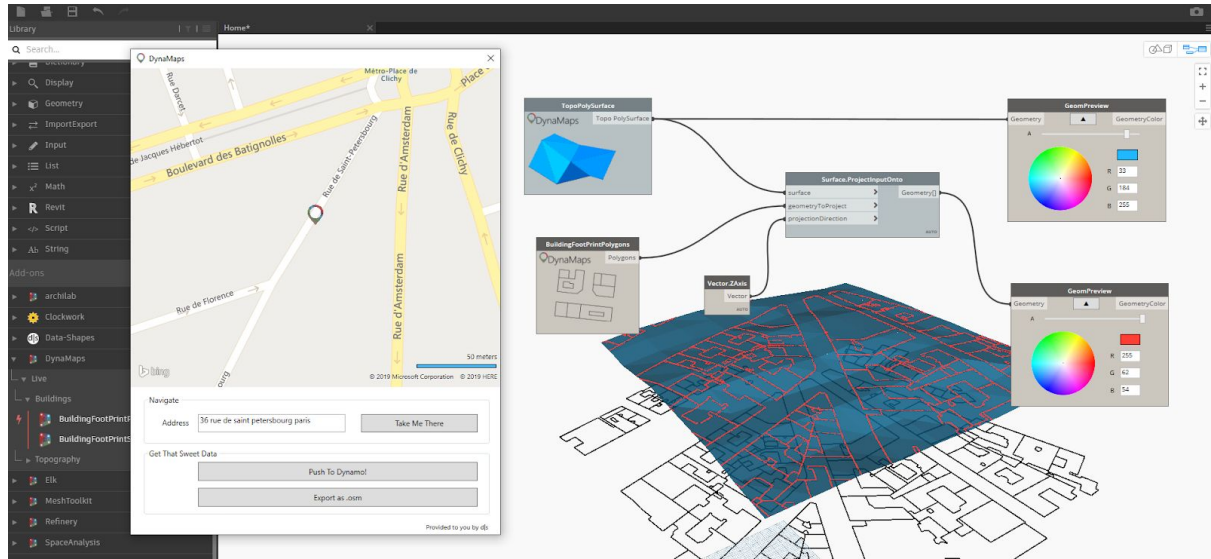 Library
Home*
Search...
Dictionary
Display
Geometry
ImportExport
Input
List
Math
Revit
Script
String
Add-ons
archilab
Clockwork
Data-Shapes
DynaMaps
Live
Buildings
BuildingFootPrintP
BuildingFootPrintS
Topography
Elk
MeshToolkit
Refinery
SpaceAnalysis
DynaMaps
Métro-Place de
Clichy
Place
Rue Darcet
de Jacques Hébertot
Boulevard des Batignolles
Rue de Saint-Petersbourg
Rue d'Amsterdam
Rue de Clichy
Rue de Florence
Rue d'Amsterdam
ourg
50 meters
bing
© 2019 Microsoft Corporation © 2019 HERE
Navigate
Address
36 rue de saint petersbourg paris
Take Me There
Get That Sweet Data
Push To Dynamo!
Export as .osm
Provided to you by djs
TopoPolySurface
DynaMaps
Topo PolySurface
BuildingFootPrintPolygons
DynaMaps
Polygons
Vector.ZAxis
Vector
AUTO
Surface.ProjectInputOnto
surface
Geometry[]
geometryToProject
projectionDirection
AUTO
GeomPreview
Geometry
GeometryColor
A
R 33
G 184
B 255
GeomPreview
Geometry
GeometryColor
A
R 255
G 62
B 54